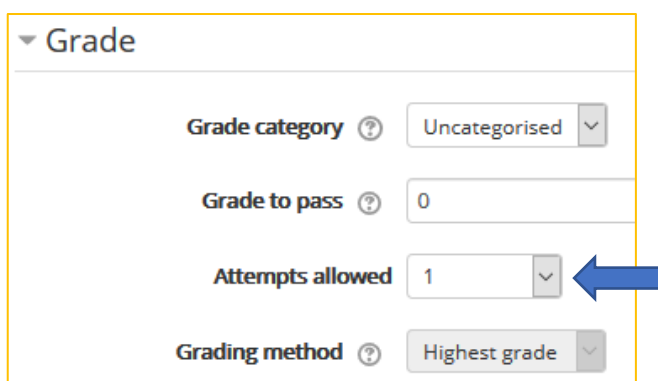 Grade
Grade category Uncategorised
Grade to pass 0
Attempts allowed 1
Grading method Highest grade